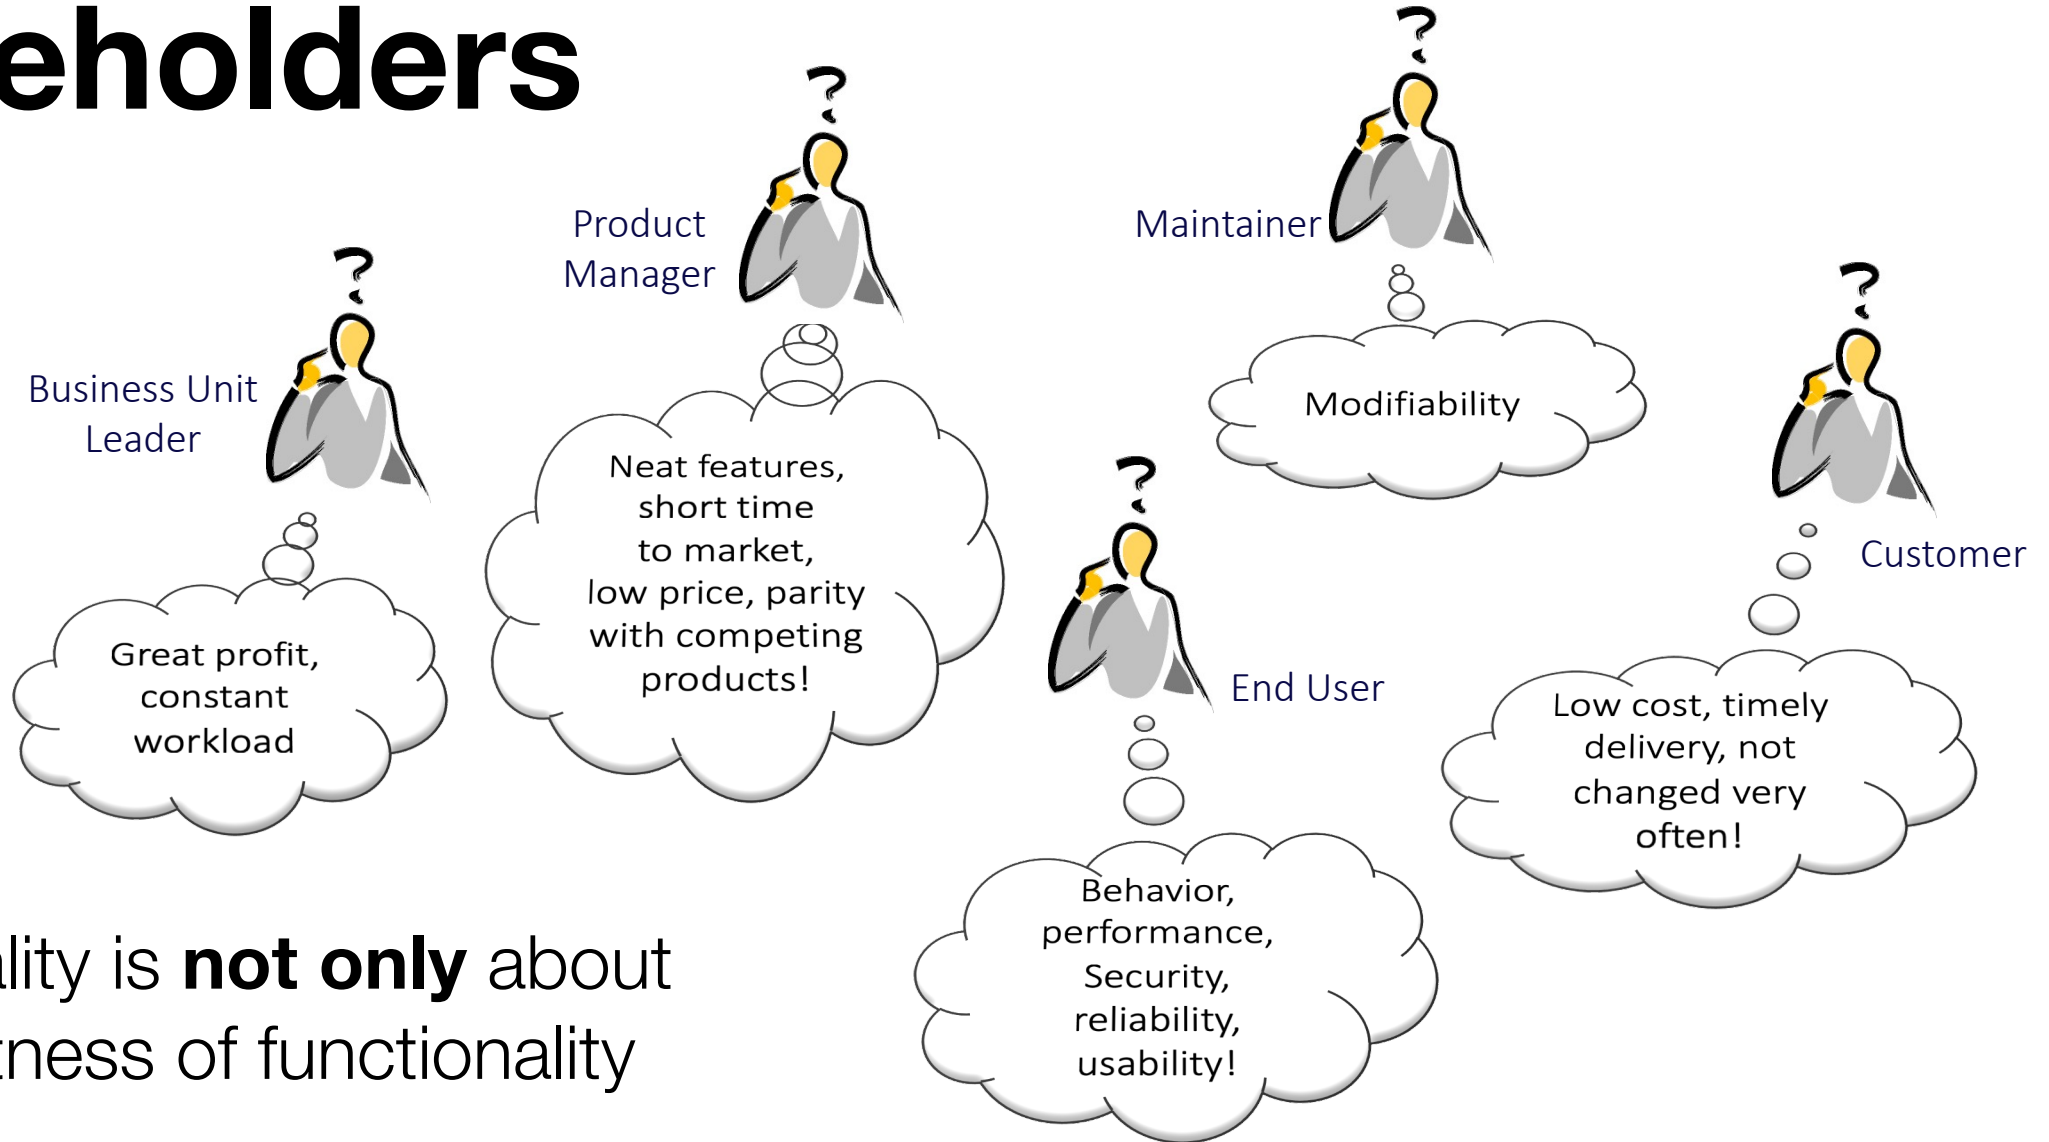 eholders
Business Unit
Leader
Great profit,
constant
workload
Product
Manager
Neat features,
short time
to market,
low price, parity
with competing
products!
Maintainer
Modifiability
End User
Behavior,
performance,
Security,
reliability,
usability!
Customer
Low cost, timely
delivery, not
changed very
often!
ality is not only about
tness of functionality